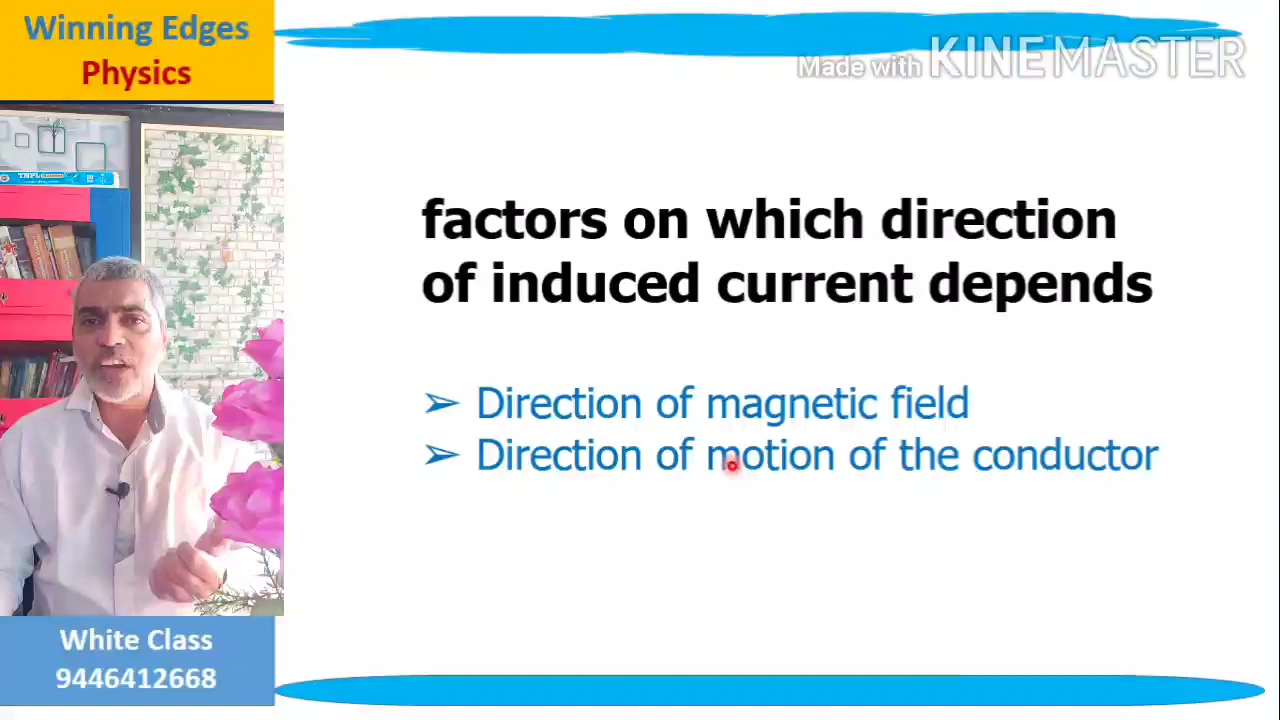 Winning Edges
Physics
Made with KINEMASTER
factors on which direction
of induced current depends
➢ Direction of magnetic field
➢ Direction of motion of the conductor
White Class
9446412668